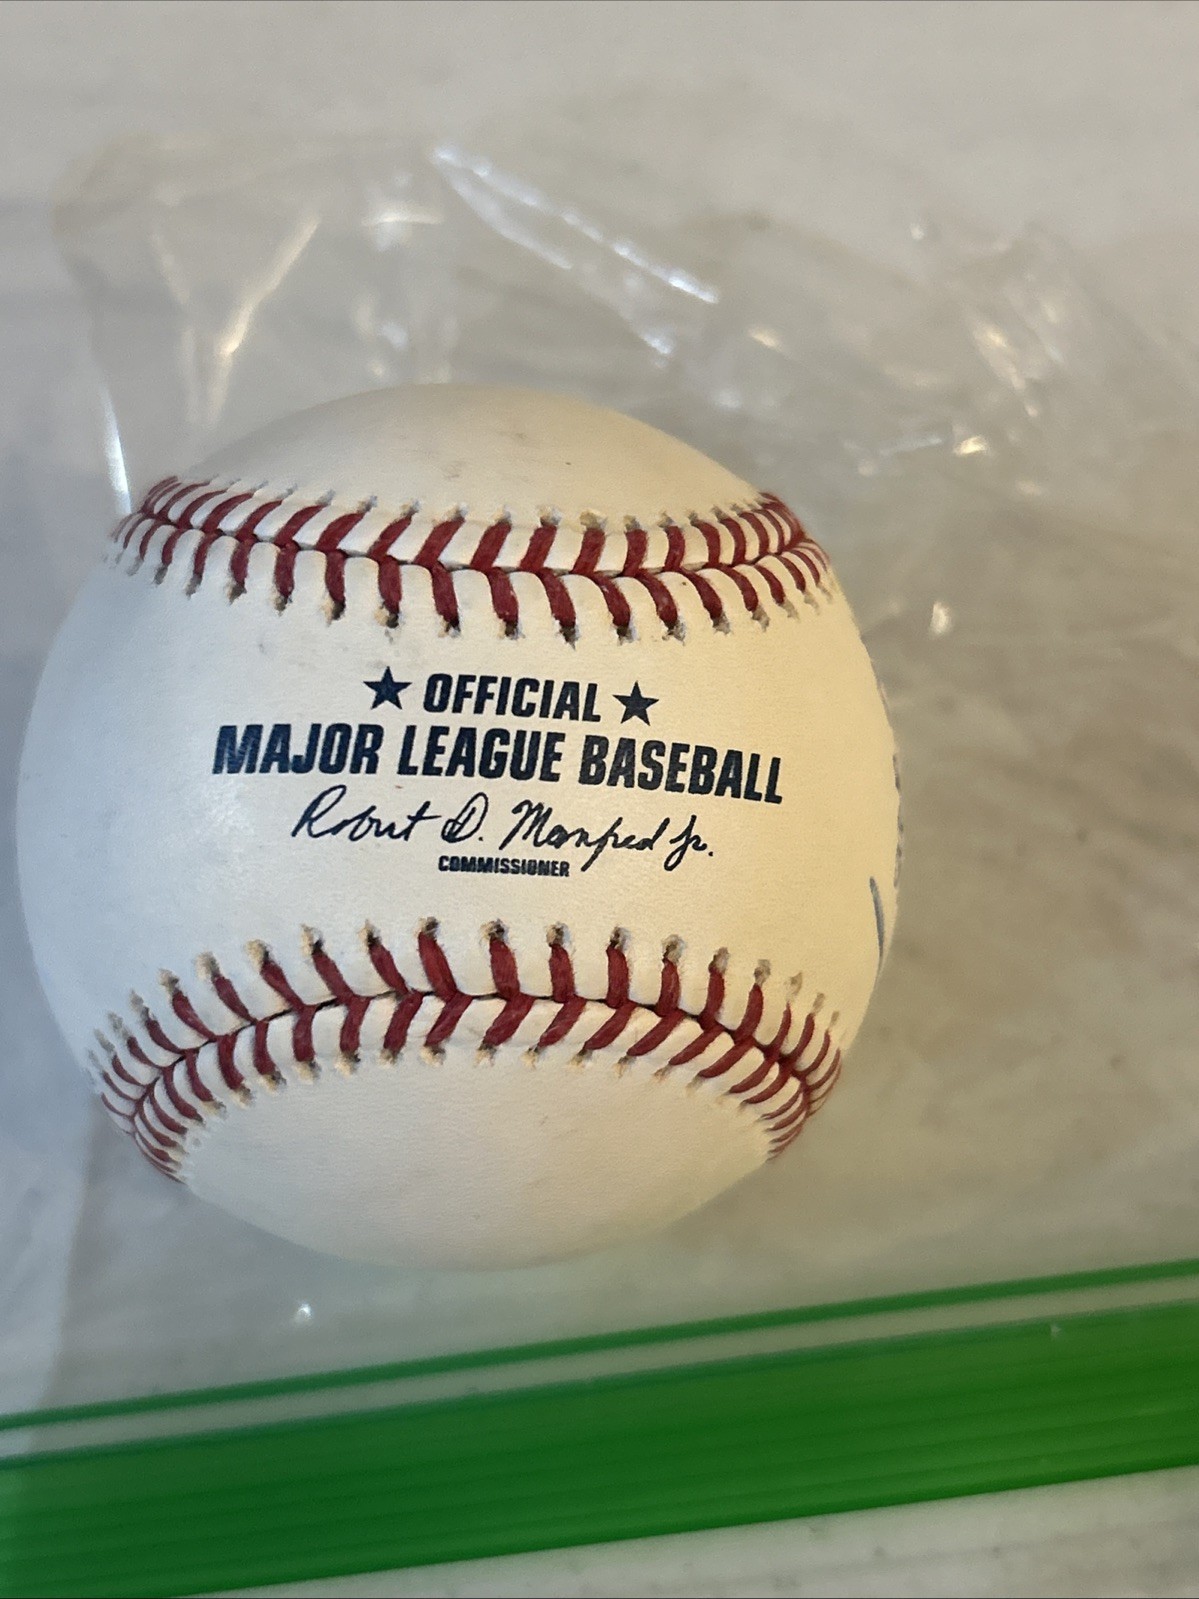 ★ OFFICIAL ★
MAJOR LEAGUE BASEBALL
Robert D. Manfred Jr.
COMMISSIONER